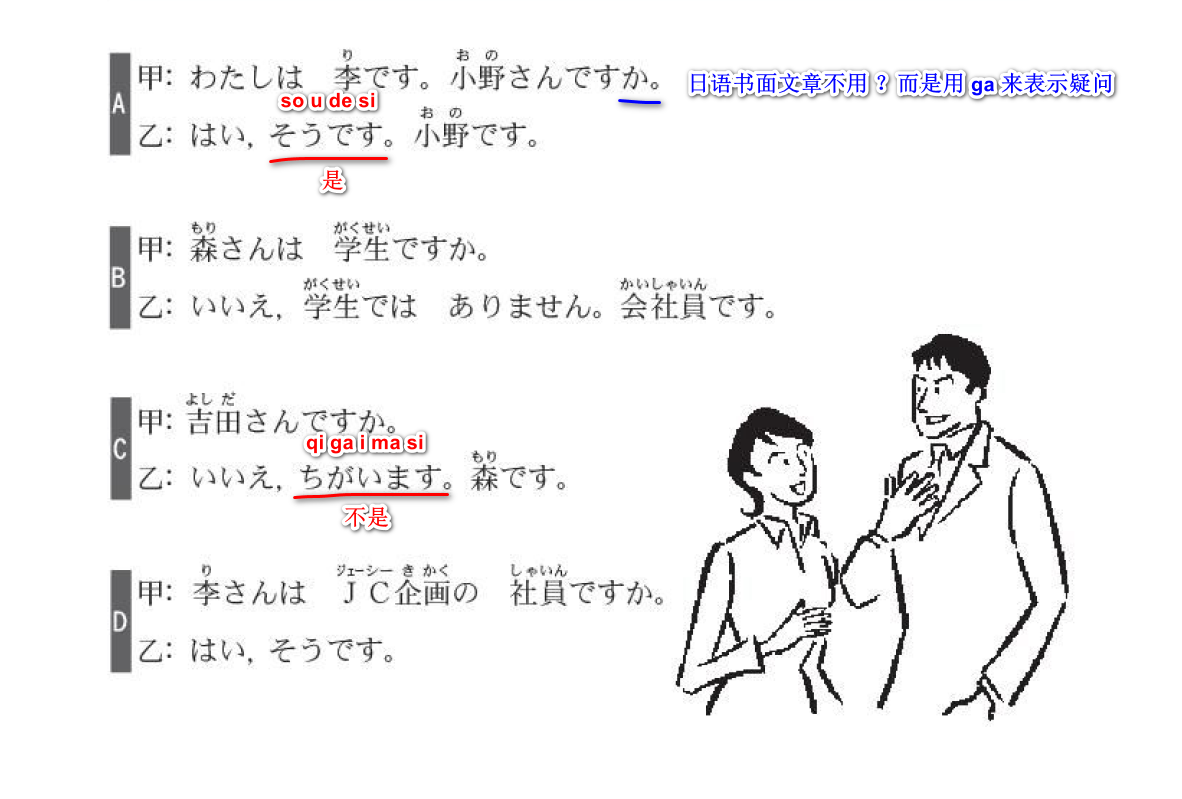 り お の
A 甲：わたしは 李です。小野さんですか。 日语书面文章不用 ？而是用 ga 来表示疑问
so u de si お の
乙：はい，そうです。小野です。
是
もり がくせい
B 甲：森さんは 学生ですか。
がくせい かいしゃいん
乙：いいえ，学生では ありません。会社員です。
よし だ
C 甲：吉田さんですか。
qi ga i ma si もり
乙：いいえ，ちがいます。森です。
不是
り ジェーシー き かく しゃいん
D 甲：李さんは ＪＣ企画の 社員ですか。
乙：はい，そうです。